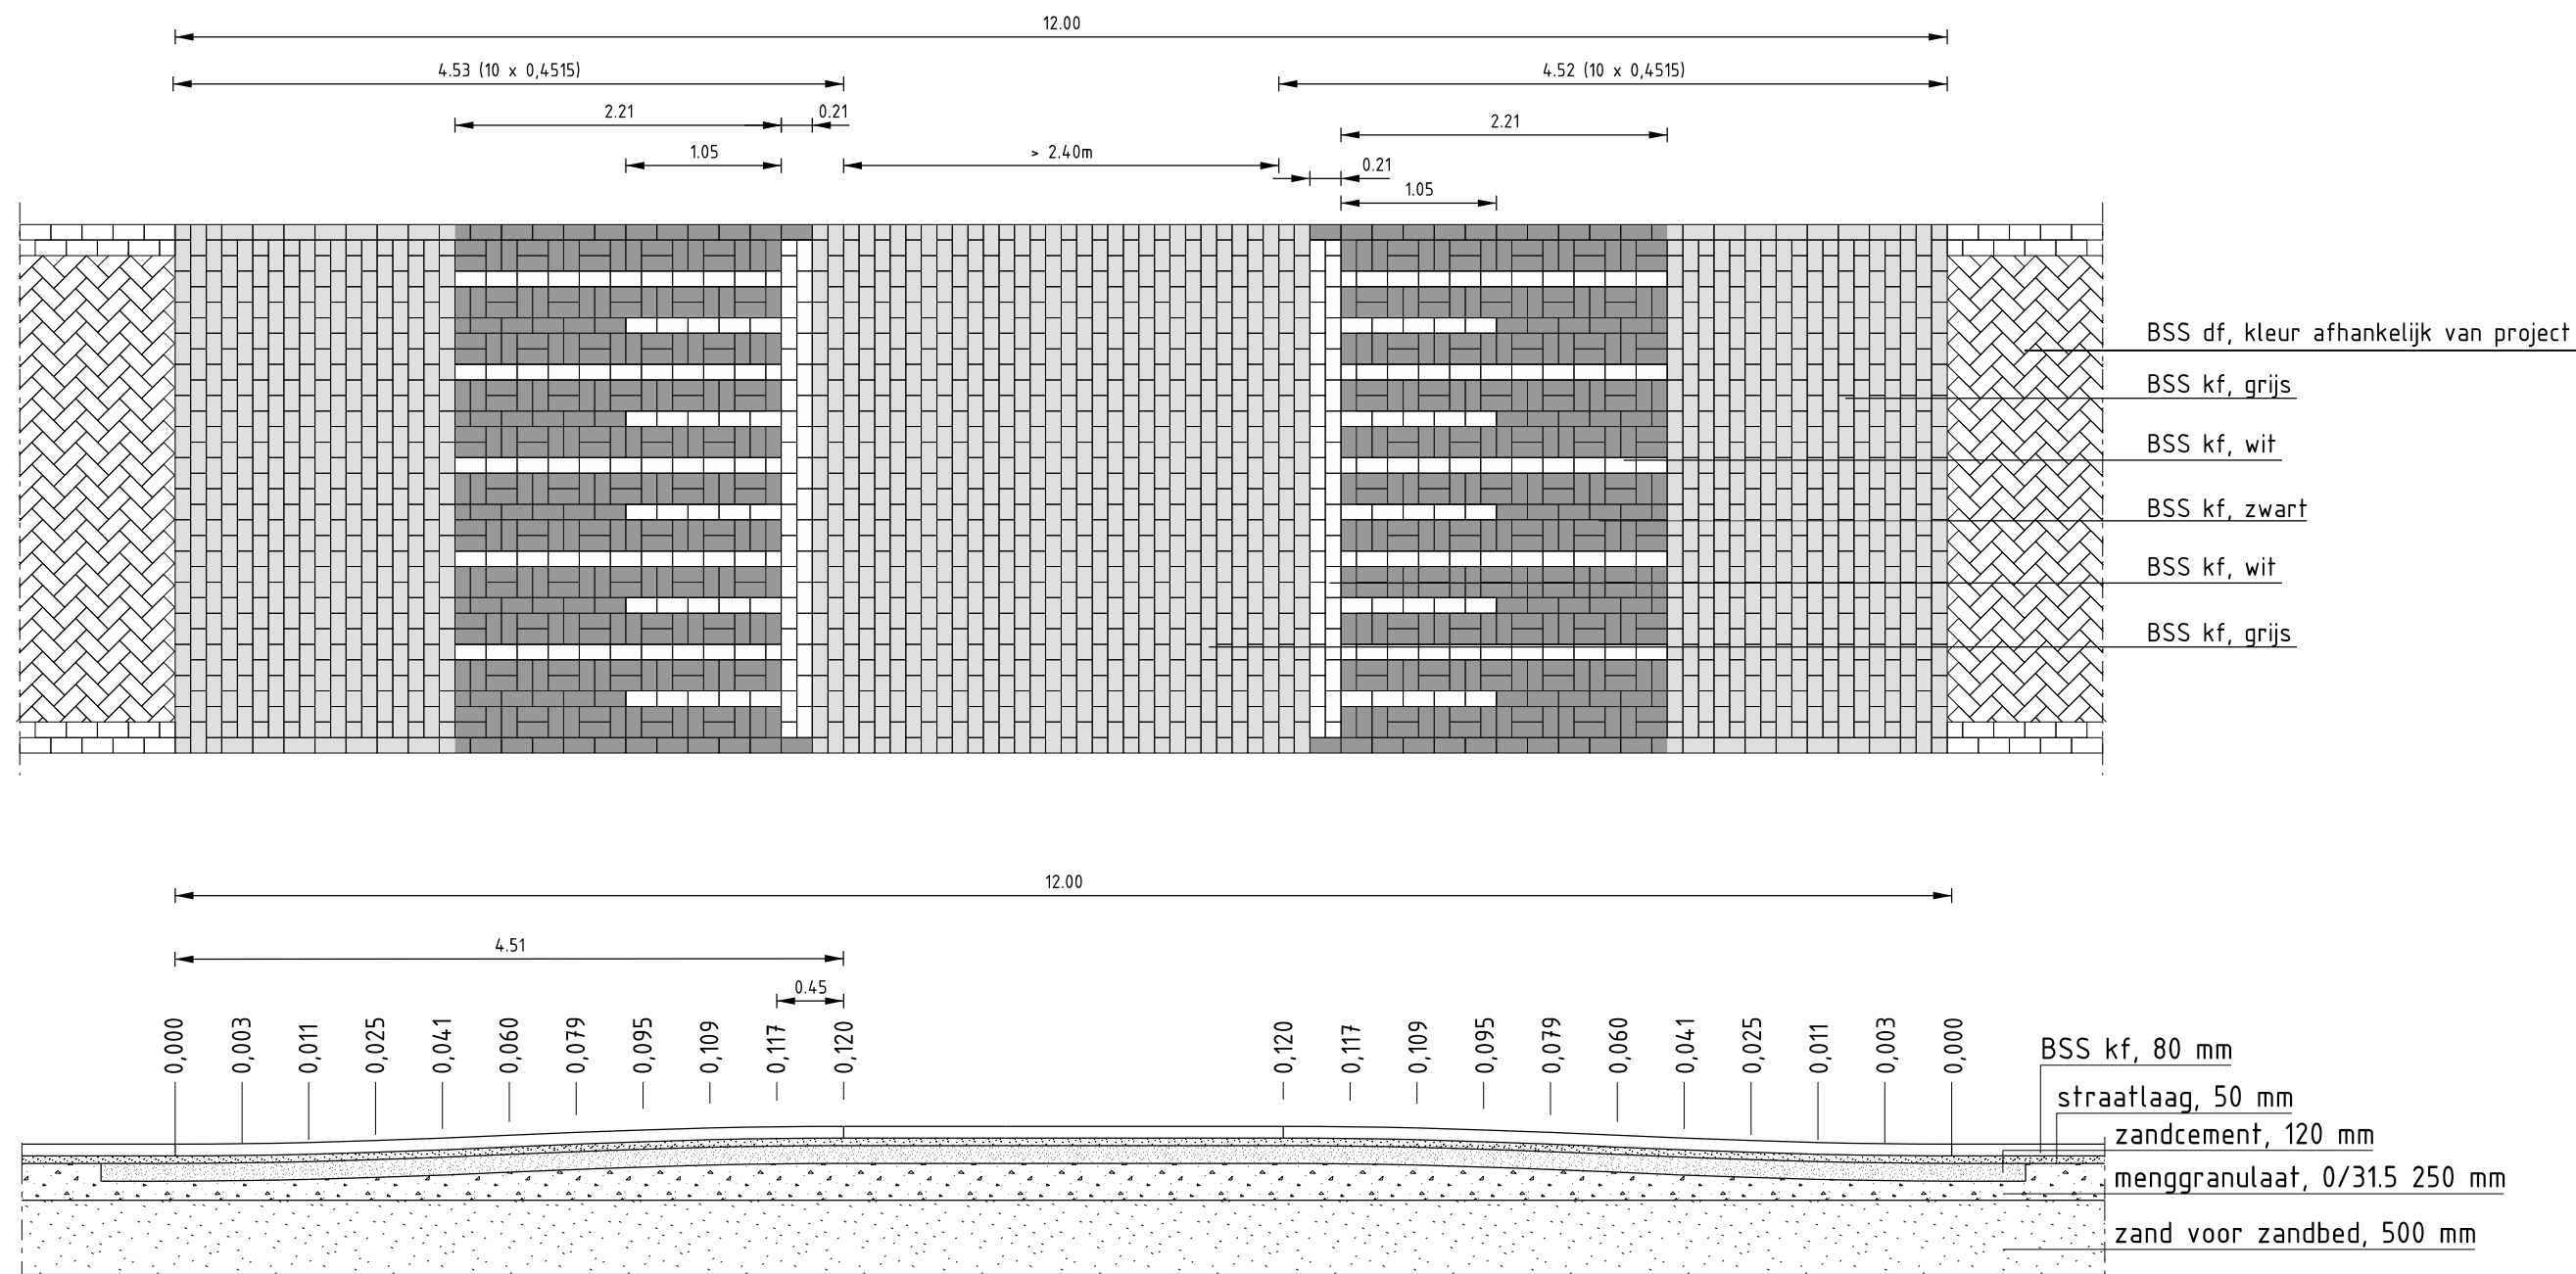 12.00
4.53 (10 x 0,4515)
4.52 (10 x 0,4515)
2.21
0.21
2.21
1.05
> 2.40m
0.21
1.05
BSS df, kleur afhankelijk van project
BSS kf, grijs
BSS kf, wit
BSS kf, zwart
BSS kf, wit
BSS kf, grijs
12.00
4.51
0.45
0,000
0,003
0,011
0,025
0,041
0,060
0,079
0,095
0,109
0,117
0,120
0,120
0,117
0,109
0,095
0,079
0,060
0,041
0,025
0,011
0,003
0,000
BSS kf, 80 mm
straatlaag, 50 mm
zandcement, 120 mm
menggranulaat, 0/31.5 250 mm
zand voor zandbed, 500 mm